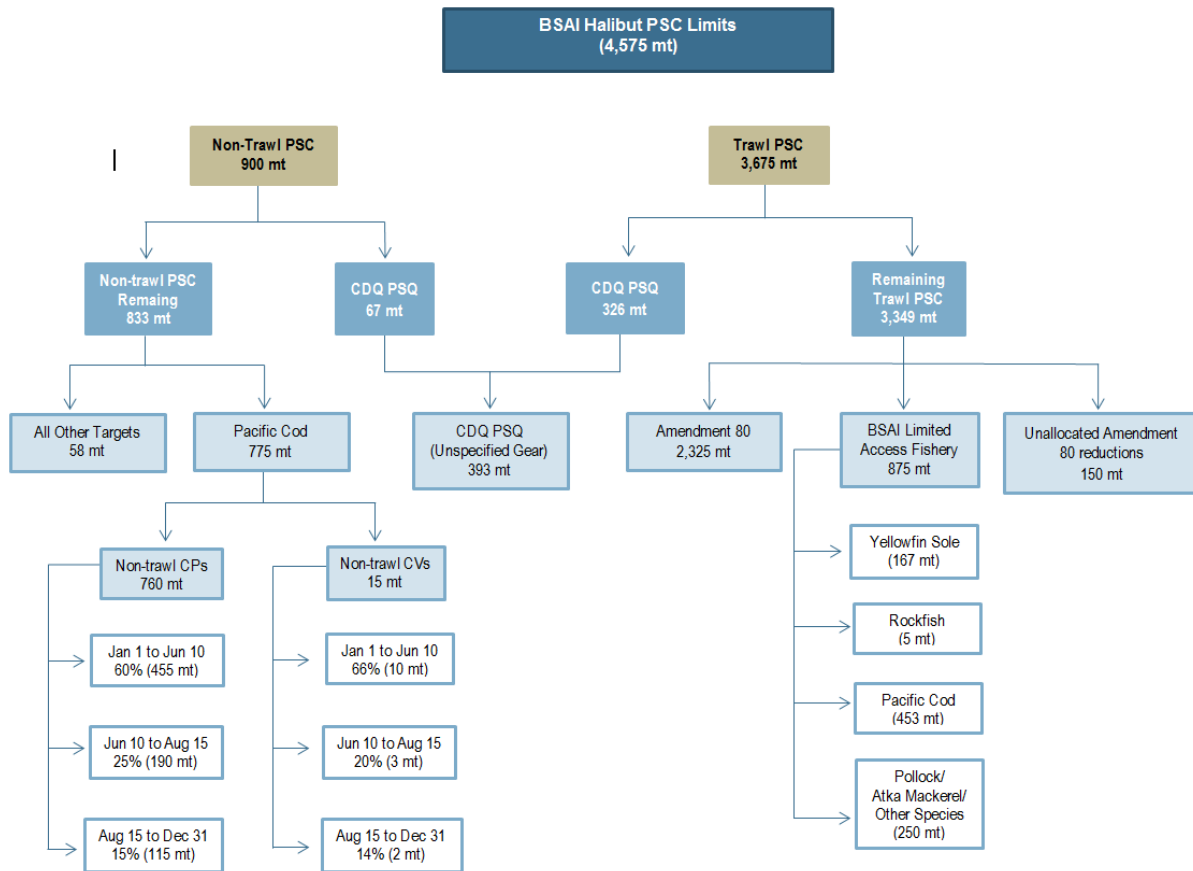 BSAI Halibut PSC Limits
(4,575 mt)
Non-Trawl PSC
900 mt
Trawl PSC
3,675 mt
Non-trawl PSC
Remaing
833 mt
CDQ PSQ
67 mt
CDQ PSQ
326 mt
Remaining
Trawl PSC
3,349 mt
All Other Targets
58 mt
Pacific Cod
775 mt
CDQ PSQ
(Unspecified Gear)
393 mt
Amendment 80
2,325 mt
BSAI Limited
Access Fishery
875 mt
Unallocated Amendment
80 reductions
150 mt
Non-trawl CPs
760 mt
Jan 1 to Jun 10
60% (455 mt)
Jun 10 to Aug 15
25% (190 mt)
Aug 15 to Dec 31
15% (115 mt)
Non-trawl CVs
15 mt
Jan 1 to Jun 10
66% (10 mt)
Jun 10 to Aug 15
20% (3 mt)
Aug 15 to Dec 31
14% (2 mt)
Yellowfin Sole
(167 mt)
Rockfish
(5 mt)
Pacific Cod
(453 mt)
Pollock/
Atka Mackerel/
Other Species
(250 mt)